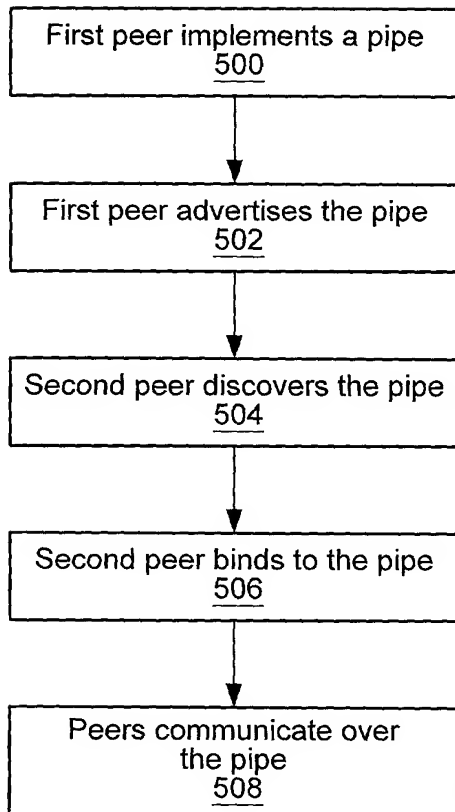 First peer implements a pipe
500
First peer advertises the pipe
502
Second peer discovers the pipe
504
Second peer binds to the pipe
506
Peers communicate over
the pipe
508